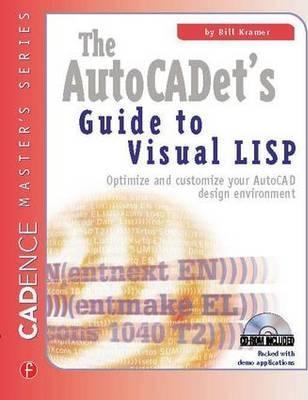 by Bill Kramer
The
AutoCADet's
Guide to
Visual LISP
Optimize and customize your AutoCAD
design environment
CADENCE MASTER'S SERIES
(entnext EN)))))
(entmake EL)
cons 1040 T2))
CD-ROM INCLUDED
Packed with
demo applications